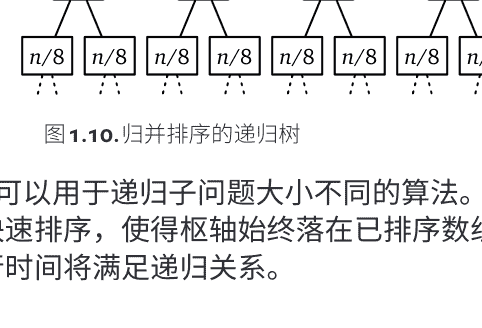 n/8 n/8 n/8 n/8 n/8 n/8 n/8
图1.10.归并排序的递归树
可以用于递归子问题大小不同的算法。
快速排序，使得枢轴始终落在已排序数
时间将满足递归关系。